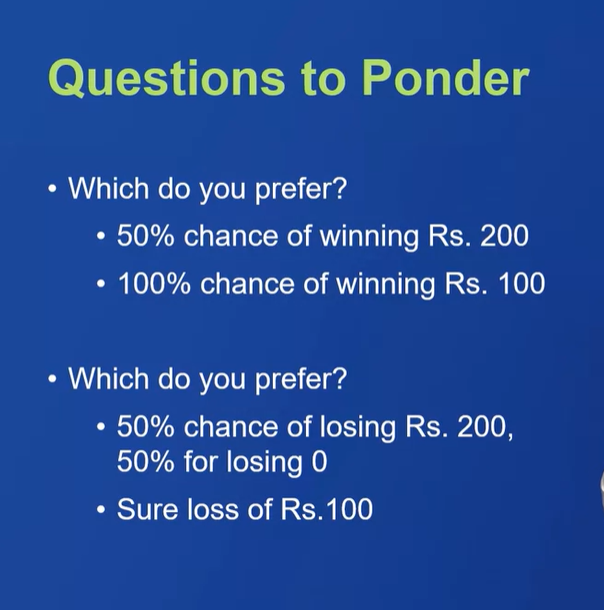 Questions to Ponder
• Which do you prefer?
• 50% chance of winning Rs. 200
• 100% chance of winning Rs. 100
• Which do you prefer?
• 50% chance of losing Rs. 200,
50% for losing 0
• Sure loss of Rs.100